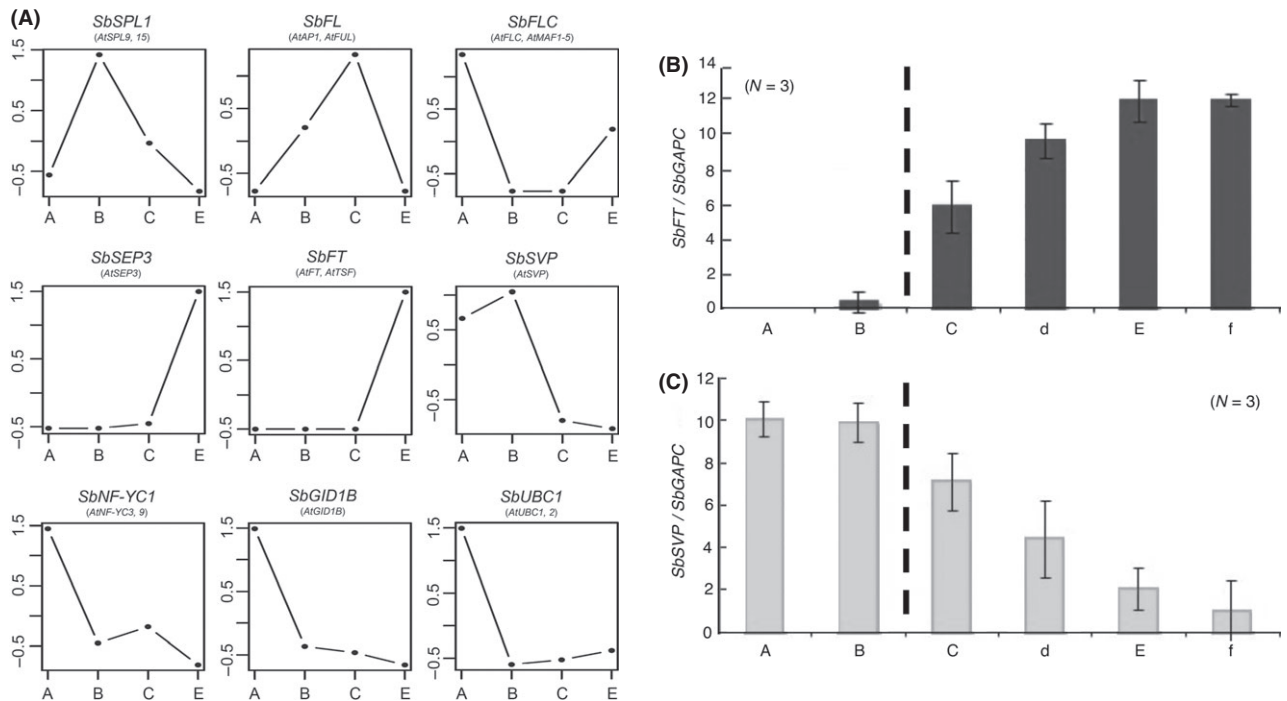 (A)
SbSPL1
(AtSPL9, 15)
1.5
0.5
−0.5
A B C E
SbFL
(AtAP1, AtFUL)
0.5
−0.5
A B C E
SbFLC
(AtFLC, AtMAF1-5)
0.5
−0.5
A B C E
SbSEP3
(AtSEP3)
1.5
0.5
−0.5
A B C E
SbFT
(AtFT, AtTSF)
1.5
0.5
−0.5
A B C E
SbSVP
(AtSVP)
0.5
−0.5
A B C E
SbNF-YC1
(AtNF-YC3, 9)
1.5
0.5
−0.5
A B C E
SbGID1B
(AtGID1B)
1.5
0.5
−0.5
A B C E
SbUBC1
(AtUBC1, 2)
1.5
0.5
−0.5
A B C E
(B)
(N = 3)
SbFT / SbGAPC
14
12
10
8
6
4
2
0
A B C d E f
(C)
(N = 3)
SbSVP / SbGAPC
12
10
8
6
4
2
0
A B C d E f